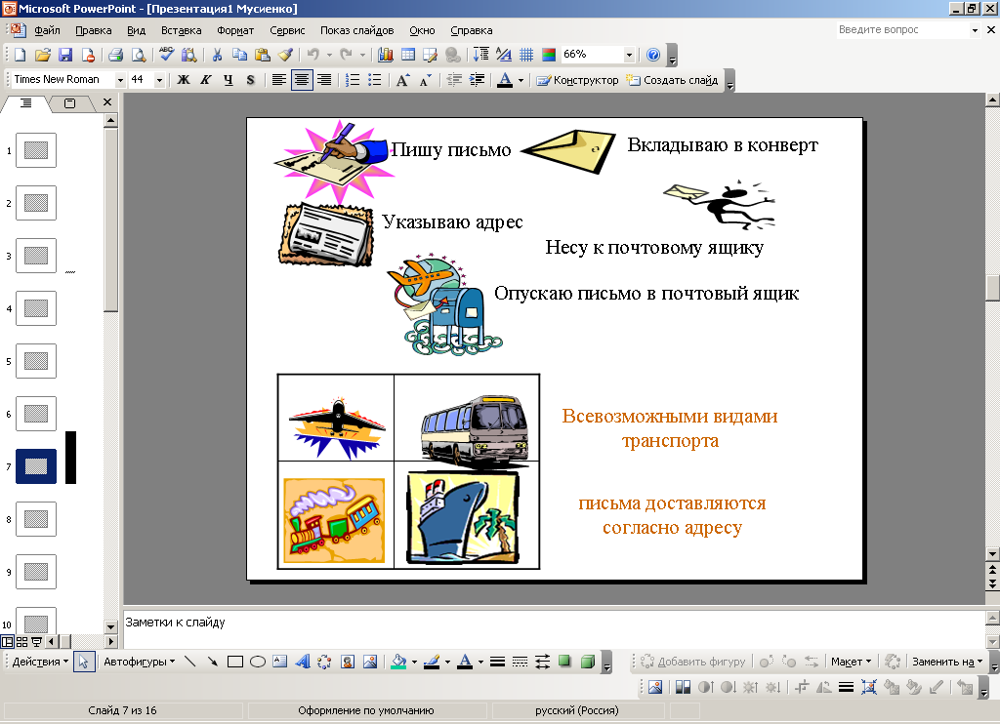 Microsoft PowerPoint - [Презентация1 Мусиенко]
Файл Правка Вид Вставка Формат Сервис Показ слайдов Окно Справка Введите вопрос
66%
Times New Roman 44 Ж К Ч S Конструктор Создать слайд
1
2
3
4
5
6
7
8
9
10
Пишу письмо
Вкладываю в конверт
Указываю адрес
Несу к почтовому ящику
Опускаю письмо в почтовый ящик
Всевозможными видами
транспорта
письма доставляются
согласно адресу
Заметки к слайду
Действия Автофигуры Добавить фигуру Макет Заменить на
Слайд 7 из 16 Оформление по умолчанию русский (Россия)